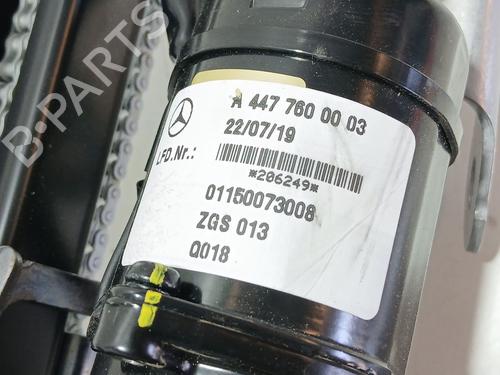 B-PARTS
A 447 760 00 03
22/07/19
LFD.Nr.:
*206249*
01150073008
ZGS 013
Q018